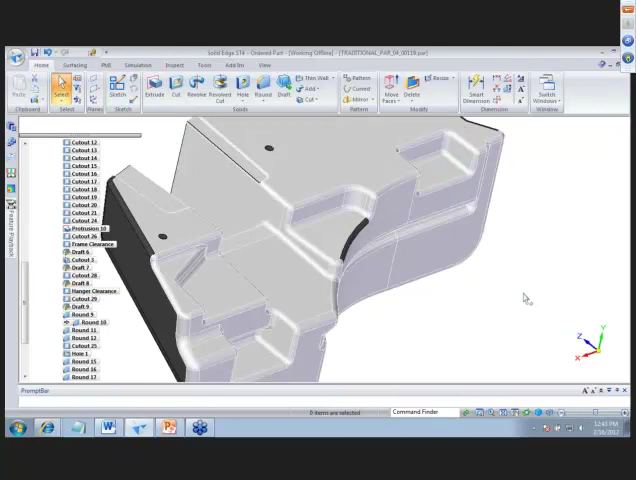 Solid Edge ST4 - Ordered Part - [Working Offline] - [TRADITIONAL_PAR_04_00119.par]
Home Surfacing PMI Simulation Inspect Tools Add Ins View
Paste Select Planes Sketch Extrude Cut Revolve Revolved Cut Hole Round Draft
Thin Wall Add Cut
Pattern Curved Mirror
Move Faces Delete Resize
Smart Dimension Switch Windows
Clipboard Select Planes Sketch Solids Pattern Modify Dimension Window
Feature Playback
Cutout 12
Cutout 13
Cutout 14
Cutout 15
Cutout 16
Cutout 17
Cutout 18
Cutout 19
Cutout 20
Cutout 21
Cutout 24
Protrusion 10
Cutout 26
Frame Clearance
Draft 6
Cutout 3
Draft 7
Cutout 28
Draft 8
Hanger Clearance
Cutout 29
Draft 9
Round 9
Round 10
Round 11
Round 12
Cutout 25
Hole 1
Round 15
Round 16
Round 17
Y
Z
X
PromptBar
0 items are selected Command Finder
12:43 PM
2/16/2012